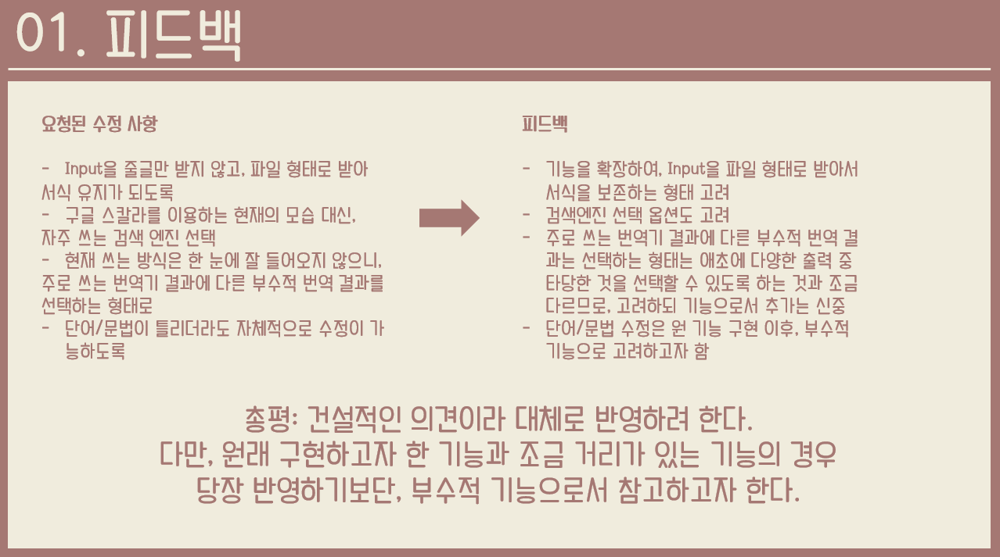 01. 피드백
요청된 수정 사항
- Input을 줄글만 받지 않고, 파일 형태로 받아
서식 유지가 되도록
- 구글 스칼라를 이용하는 현재의 모습 대신,
자주 쓰는 검색 엔진 선택
- 현재 쓰는 방식은 한 눈에 잘 들어오지 않으니,
주로 쓰는 번역기 결과에 다른 부수적 번역 결과를
선택하는 형태로
- 단어/문법이 틀리더라도 자체적으로 수정이 가
능하도록
피드백
- 기능을 확장하여, Input을 파일 형태로 받아서
서식을 보존하는 형태 고려
- 검색엔진 선택 옵션도 고려
- 주로 쓰는 번역기 결과에 다른 부수적 번역 결
과는 선택하는 형태는 애초에 다양한 출력 중
타당한 것을 선택할 수 있도록 하는 것과 조금
다르므로, 고려하되 기능으로서 추가는 신중
- 단어/문법 수정은 원 기능 구현 이후, 부수적
기능으로 고려하고자 함
총평: 건설적인 의견이라 대체로 반영하려 한다.
다만, 원래 구현하고자 한 기능과 조금 거리가 있는 기능의 경우
당장 반영하기보단, 부수적 기능으로서 참고하고자 한다.